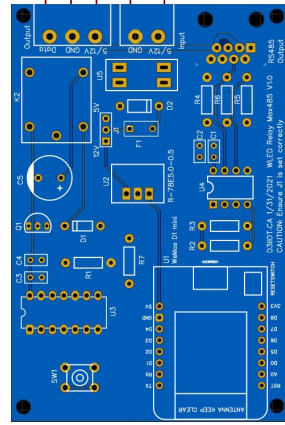 Output
Data
GND
5/12V
5/12V
GND
Input
RS485
Output
K2
U5
5V
J1
12V
D2
F1
R4
R6
R5
C2
C1
C5
+
U2
R-78E5.0-0.5
U4
WLED Relay Max485 V1.0
D3IOT.CA 1/31/2021
CAUTION: Ensure J1 is set correctly
Q1
D1
R3
R2
C4
C3
R1
R7
U1
WeMos D1 mini
U3
RESETSWITCH
5V
GND
D4
D3
D2
D1
RX
TX
3V3
D8
D7
D6
D5
D0
A0
RST
SW1
ANTENNA KEEP CLEAR